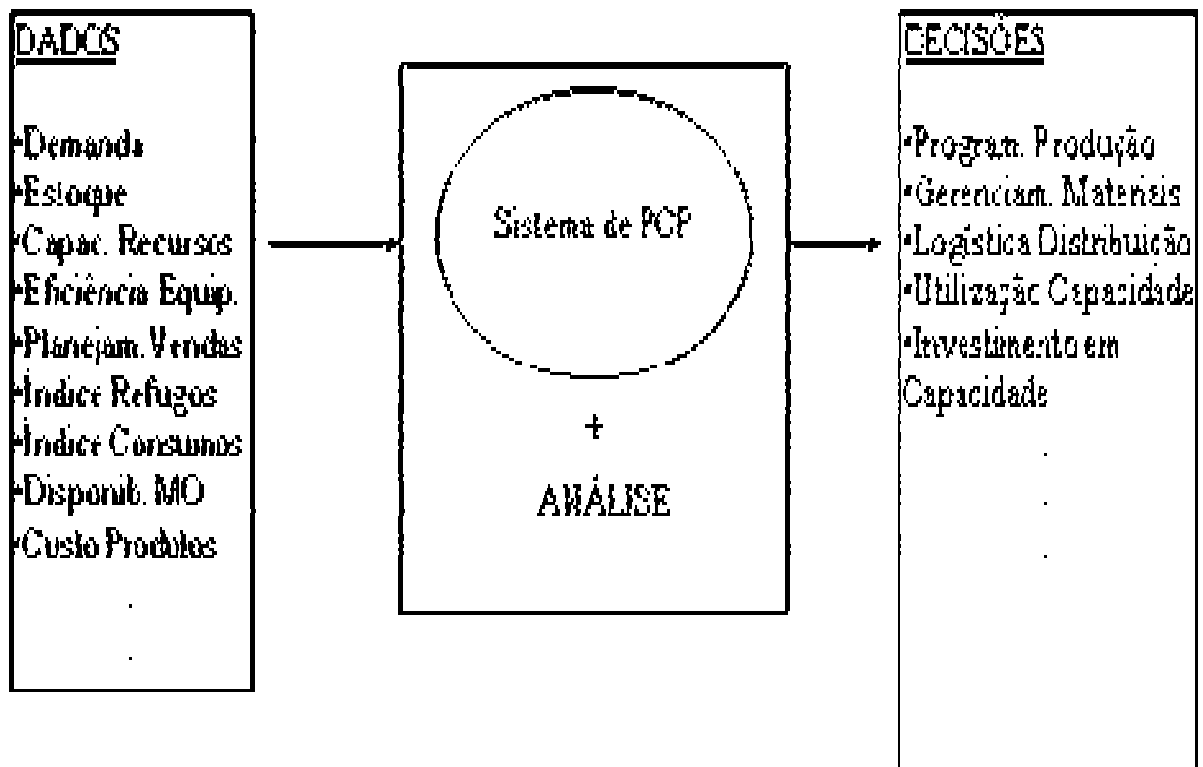 DADOS
•Demanda
•Estoque
•Capac. Recursos
•Eficiência Equip.
•Planejam. Vendas
•Índice Refugos
•Índice Consumos
•Disponib. MO
•Custo Produtos
.
.
Sistema de PCP
+
ANÁLISE
DECISÕES
•Program. Produção
•Gerenciam. Materiais
•Logística Distribuição
•Utilização Capacidade
•Investimento em
Capacidade
.
.
.